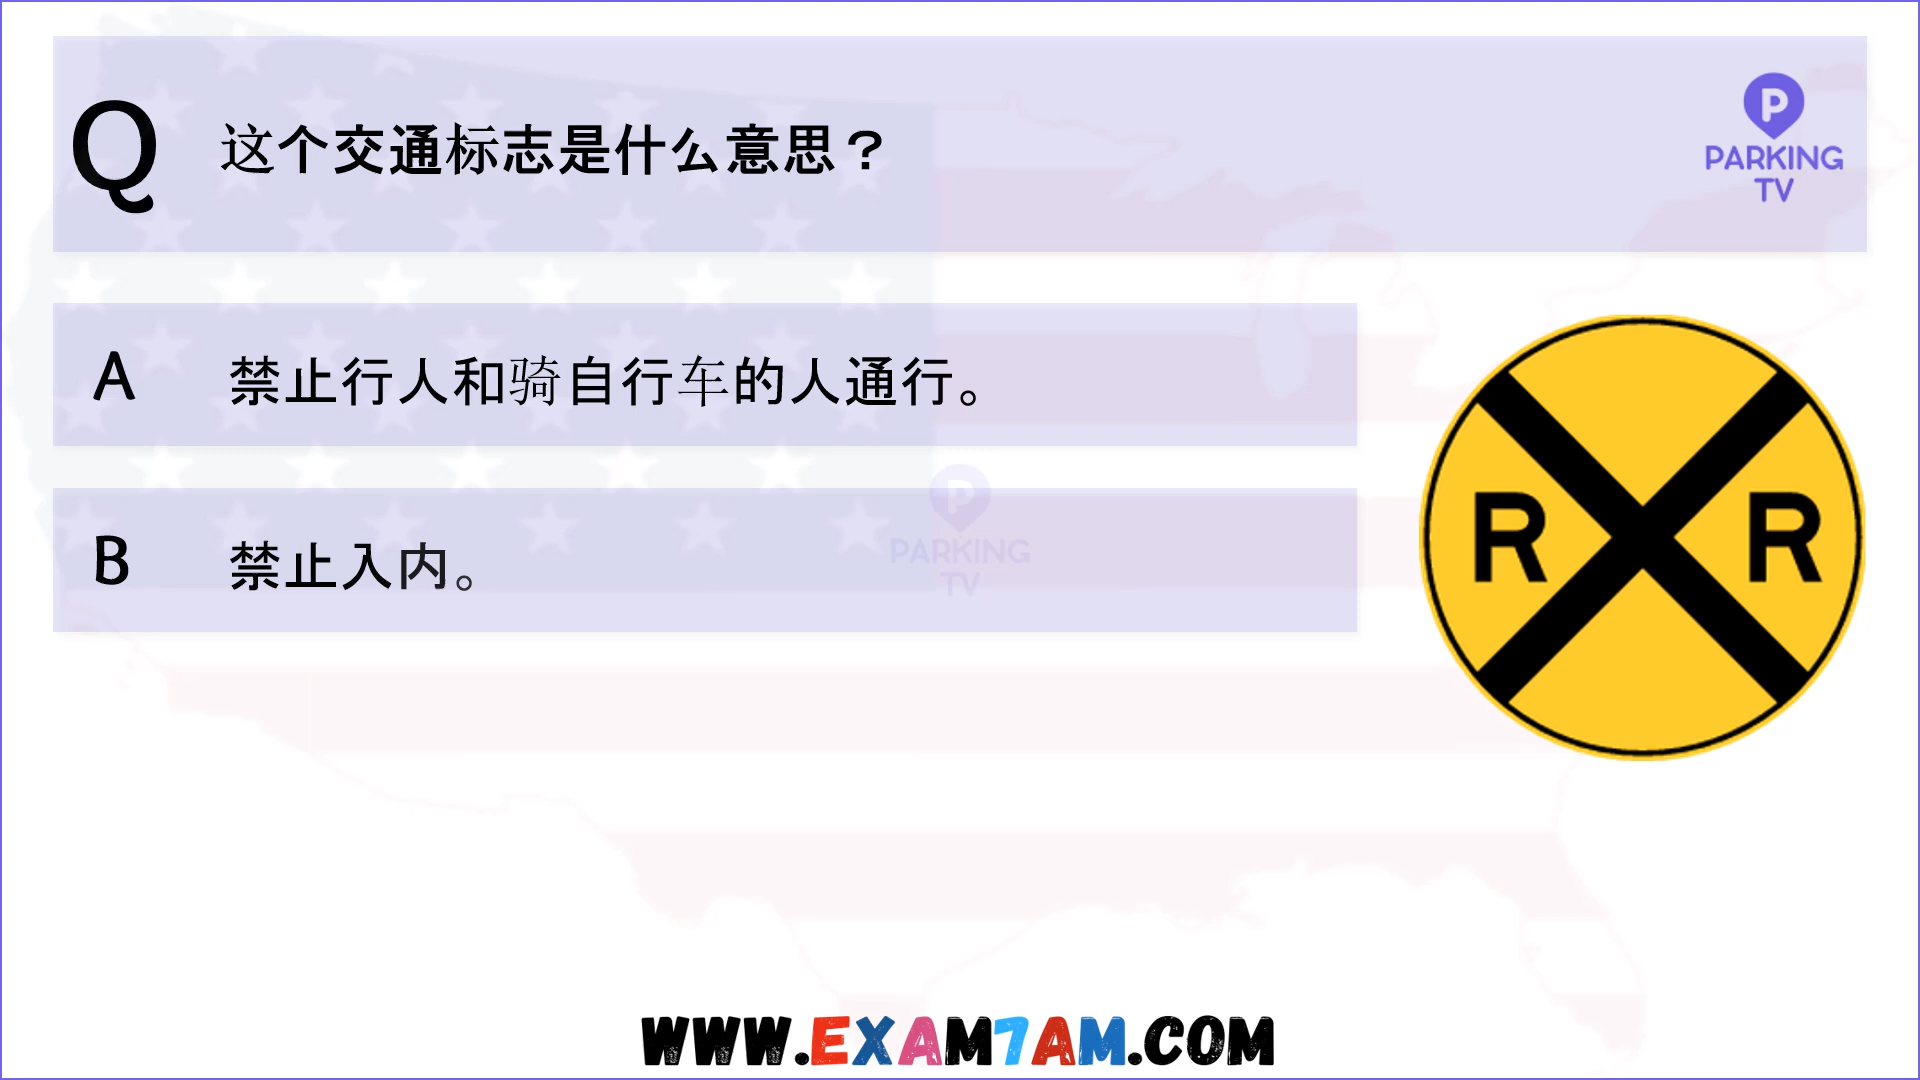 Q 这个交通标志是什么意思？
PARKING
TV
A 禁止行人和骑自行车的人通行。
B 禁止入内。
PARKING
TV
R R
WWW.EXAM7AM.COM